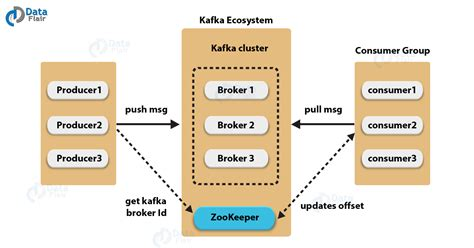 Data
Flair
Kafka Ecosystem
Kafka cluster
Consumer Group
Producer1
Producer2
Producer3
push msg
Broker 1
Broker 2
Broker 3
pull msg
consumer1
consumer2
consumer3
get kafka
broker Id
ZooKeeper
updates offset